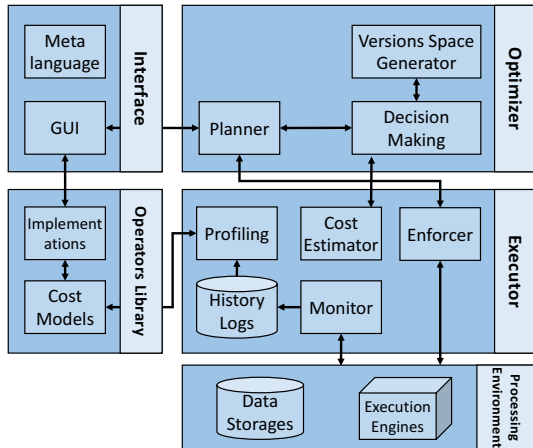 Meta
language
GUI
Interface
Versions Space
Generator
Planner
Decision
Making
Optimizer
Implement
ations
Cost
Models
Operators Library
Profiling
Cost
Estimator
Enforcer
History
Logs
Monitor
Executor
Data
Storages
Execution
Engines
Processing
Environment